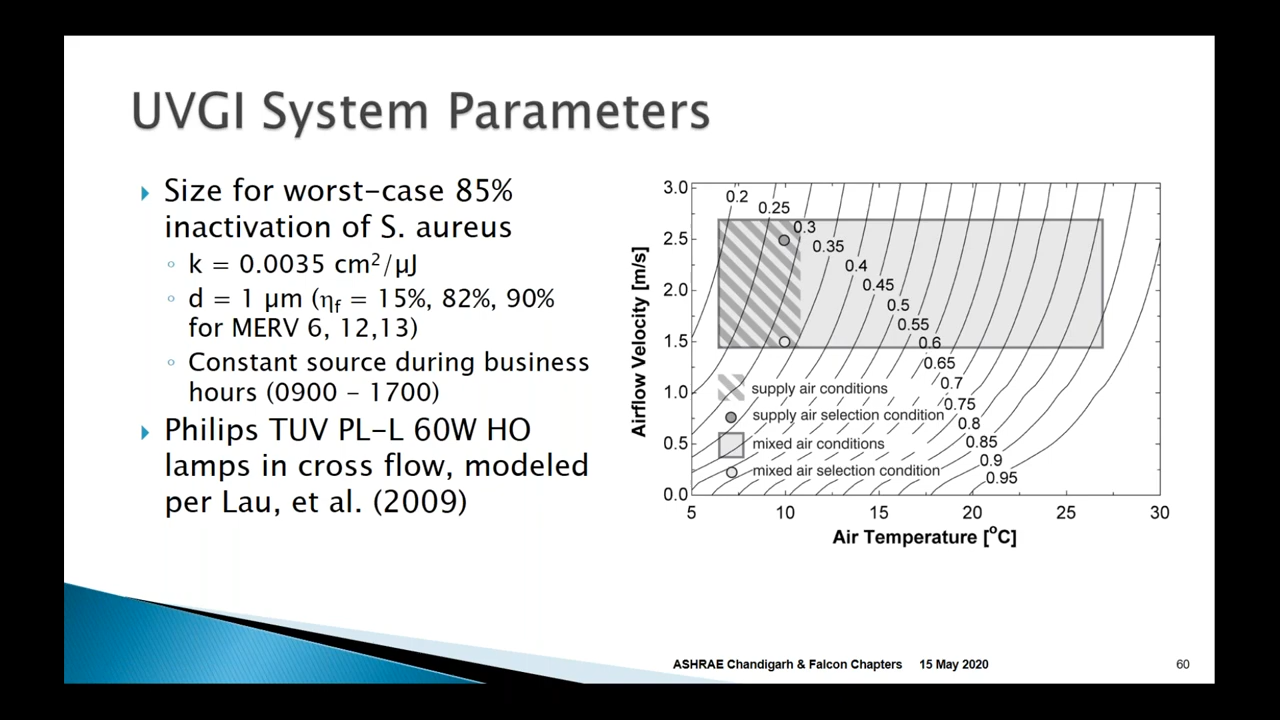 UVGI System Parameters
Size for worst-case 85%
inactivation of S. aureus
k = 0.0035 cm²/µJ
d = 1 µm (ηf = 15%, 82%, 90%
for MERV 6, 12,13)
Constant source during business
hours (0900 – 1700)
Philips TUV PL-L 60W HO
lamps in cross flow, modeled
per Lau, et al. (2009)
Airflow Velocity [m/s]
3.0
2.5
2.0
1.5
1.0
0.5
0.0
0.2
0.25
0.3
0.35
0.4
0.45
0.5
0.55
0.6
0.65
0.7
0.75
0.8
0.85
0.9
0.95
supply air conditions
supply air selection condition
mixed air conditions
mixed air selection condition
5 10 15 20 25 30
Air Temperature [°C]
ASHRAE Chandigarh & Falcon Chapters 15 May 2020 60